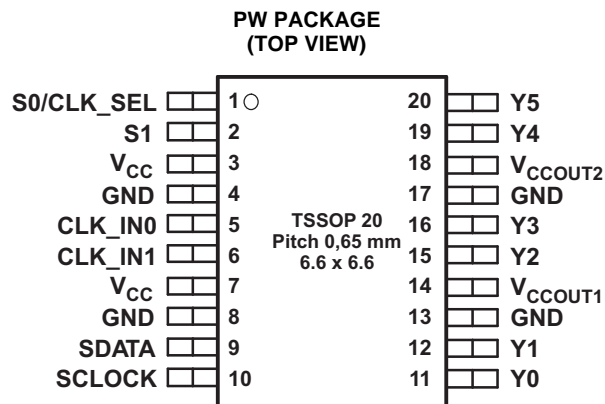 PW PACKAGE
(TOP VIEW)
S0/CLK_SEL 1 20 Y5
S1 2 19 Y4
VCC 3 18 VCCOUT2
GND 4 17 GND
CLK_IN0 5 16 Y3
TSSOP 20
Pitch 0,65 mm
6.6 x 6.6
CLK_IN1 6 15 Y2
VCC 7 14 VCCOUT1
GND 8 13 GND
SDATA 9 12 Y1
SCLOCK 10 11 Y0